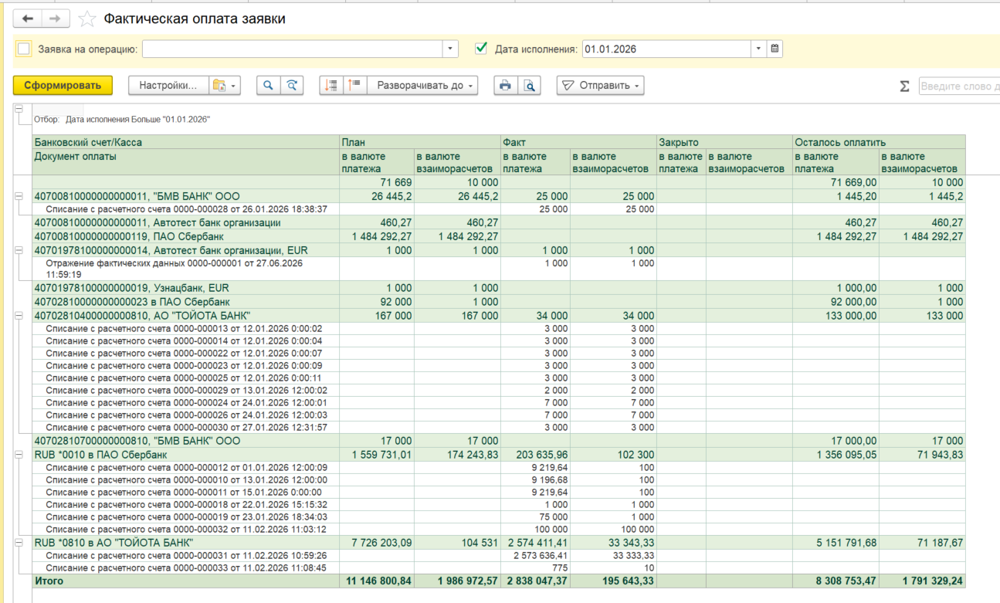 Фактическая оплата заявки
Заявка на операцию: Дата исполнения: 01.01.2026
Сформировать Настройки... Разворачивать до Отправить Σ Введите слово д
Отбор: Дата исполнения Больше "01.01.2026"
Банковский счет/Касса План Факт Закрыто Осталось оплатить
Документ оплаты в валюте платежа в валюте взаиморасчетов в валюте платежа в валюте взаиморасчетов в валюте платежа в валюте взаиморасчетов в валюте платежа в валюте взаиморасчетов
71 669 10 000 71 669,00 10 000
40700810000000000011, "БМВ БАНК" ООО 26 445,2 26 445,2 25 000 25 000 1 445,20 1 445,2
Списание с расчетного счета 0000-000028 от 26.01.2026 18:38:37 25 000 25 000
40700810000000000011, Автотест банк организации 460,27 460,27 460,27 460,27
40700810000000000119, ПАО Сбербанк 1 484 292,27 1 484 292,27 1 484 292,27 1 484 292,27
40701978100000000014, Автотест банк организации, EUR 1 000 1 000 1 000 1 000
Отражение фактических данных 0000-000001 от 27.06.2026 1 000 1 000
11:59:19
40701978100000000019, Узнацбанк, EUR 1 000 1 000 1 000,00 1 000
40702810000000000023 в ПАО Сбербанк 92 000 1 000 92 000,00 1 000
40702810400000000810, АО "ТОЙОТА БАНК" 167 000 167 000 34 000 34 000 133 000,00 133 000
Списание с расчетного счета 0000-000013 от 12.01.2026 0:00:02 3 000 3 000
Списание с расчетного счета 0000-000014 от 12.01.2026 0:00:04 3 000 3 000
Списание с расчетного счета 0000-000022 от 12.01.2026 0:00:07 3 000 3 000
Списание с расчетного счета 0000-000023 от 12.01.2026 0:00:09 3 000 3 000
Списание с расчетного счета 0000-000025 от 12.01.2026 0:00:11 3 000 3 000
Списание с расчетного счета 0000-000029 от 13.01.2026 12:00:02 2 000 2 000
Списание с расчетного счета 0000-000024 от 24.01.2026 12:00:01 7 000 7 000
Списание с расчетного счета 0000-000026 от 24.01.2026 12:00:03 7 000 7 000
Списание с расчетного счета 0000-000030 от 27.01.2026 12:31:57 3 000 3 000
40702810700000000810, "БМВ БАНК" ООО 17 000 17 000 17 000,00 17 000
RUB *0010 в ПАО Сбербанк 1 559 731,01 174 243,83 203 635,96 102 300 1 356 095,05 71 943,83
Списание с расчетного счета 0000-000012 от 01.01.2026 12:00:09 9 219,64 100
Списание с расчетного счета 0000-000010 от 13.01.2026 12:00:00 9 196,68 100
Списание с расчетного счета 0000-000011 от 15.01.2026 0:00:00 9 219,64 100
Списание с расчетного счета 0000-000018 от 22.01.2026 15:15:32 1 000 1 000
Списание с расчетного счета 0000-000019 от 23.01.2026 18:34:03 75 000 1 000
Списание с расчетного счета 0000-000032 от 11.02.2026 11:03:12 100 000 100 000
RUB *0810 в АО "ТОЙОТА БАНК" 7 726 203,09 104 531 2 574 411,41 33 343,33 5 151 791,68 71 187,67
Списание с расчетного счета 0000-000031 от 11.02.2026 10:59:26 2 573 636,41 33 333,33
Списание с расчетного счета 0000-000033 от 11.02.2026 11:08:45 775 10
Итого 11 146 800,84 1 986 972,57 2 838 047,37 195 643,33 8 308 753,47 1 791 329,24